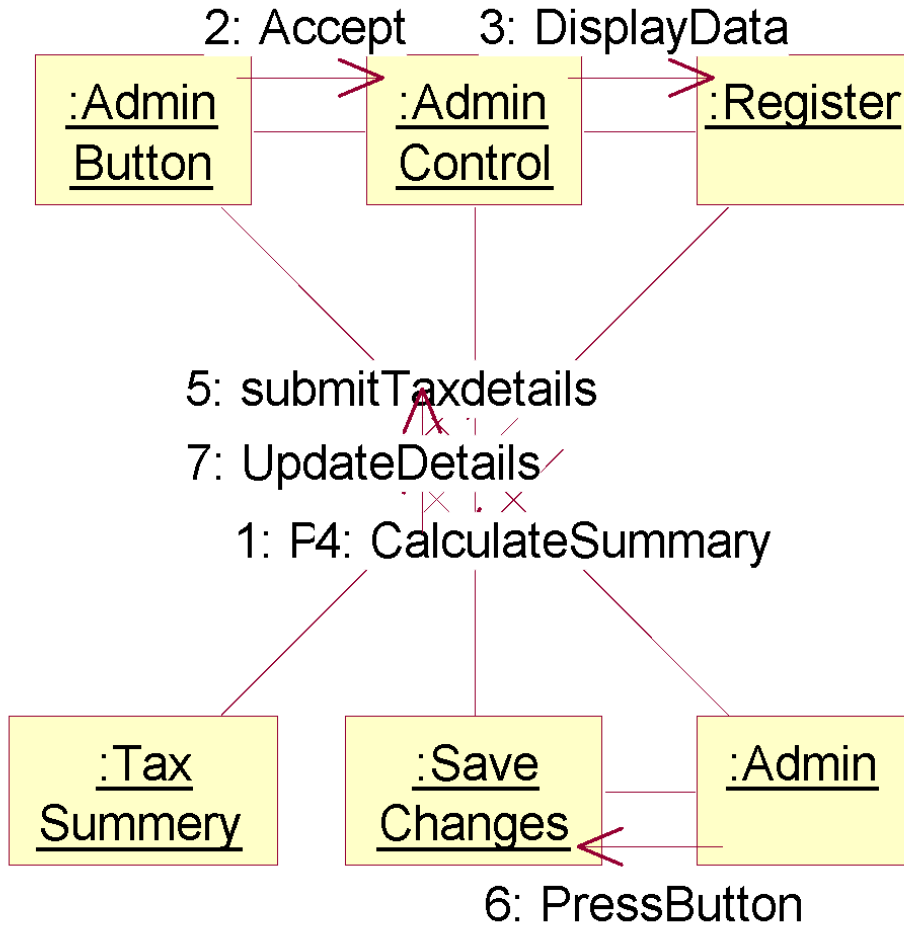 2: Accept
3: DisplayData
:Admin
Button
:Admin
Control
:Register
5: submitTaxdetails
7: UpdateDetails
1: P4: CalculateSummary
:Tax
Summery
:Save
Changes
:Admin
6: PressButton